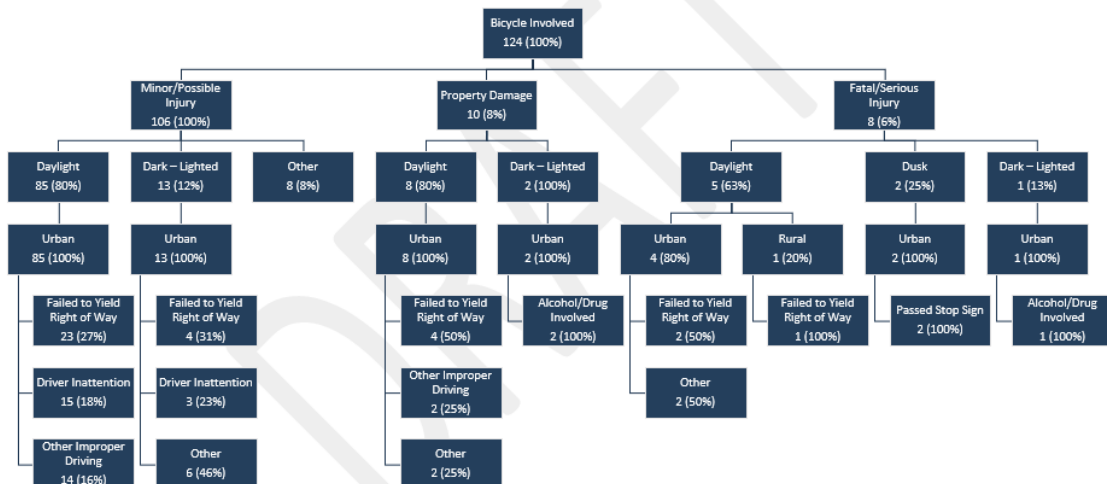 Bicycle Involved
124 (100%)
Minor/Possible
Injury
106 (100%)
Property Damage
10 (8%)
Fatal/Serious
Injury
8 (6%)
Daylight
85 (80%)
Dark – Lighted
13 (12%)
Other
8 (8%)
Daylight
8 (80%)
Dark – Lighted
2 (100%)
Daylight
5 (63%)
Dusk
2 (25%)
Dark – Lighted
1 (13%)
Urban
85 (100%)
Urban
13 (100%)
Urban
8 (100%)
Urban
2 (100%)
Urban
4 (80%)
Rural
1 (20%)
Urban
2 (100%)
Urban
1 (100%)
Failed to Yield
Right of Way
23 (27%)
Failed to Yield
Right of Way
4 (31%)
Failed to Yield
Right of Way
4 (50%)
Alcohol/Drug
Involved
2 (100%)
Failed to Yield
Right of Way
2 (50%)
Failed to Yield
Right of Way
1 (100%)
Passed Stop Sign
2 (100%)
Alcohol/Drug
Involved
1 (100%)
Driver Inattention
15 (18%)
Driver Inattention
3 (23%)
Other Improper
Driving
2 (25%)
Other
2 (50%)
Other Improper
Driving
14 (16%)
Other
6 (46%)
Other
2 (25%)
DRAFT